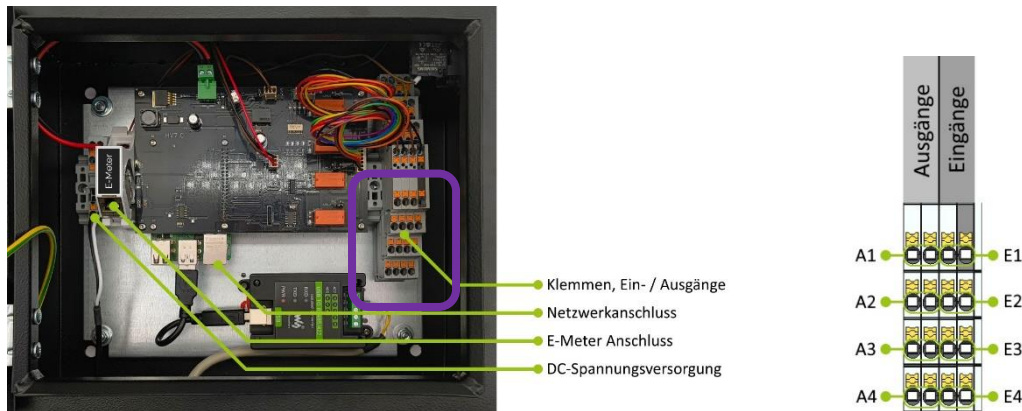 E-Meter
Klemmen, Ein- / Ausgänge
Netzwerkanschluss
E-Meter Anschluss
DC-Spannungsversorgung
Ausgänge
Eingänge
A1
E1
A2
E2
A3
E3
A4
E4